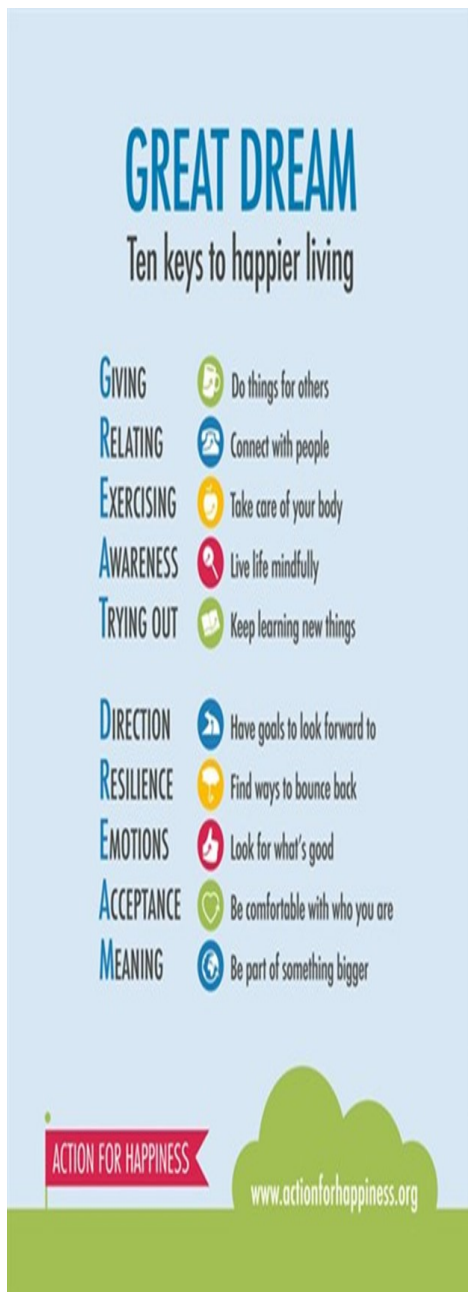 GREAT DREAM
Ten keys to happier living
GIVING Do things for others
RELATING Connect with people
EXERCISING Take care of your body
AWARENESS Live life mindfully
TRYING OUT Keep learning new things
DIRECTION Have goals to look forward to
RESILIENCE Find ways to bounce back
EMOTIONS Look for what's good
ACCEPTANCE Be comfortable with who you are
MEANING Be part of something bigger
ACTION FOR HAPPINESS
www.actionforhappiness.org